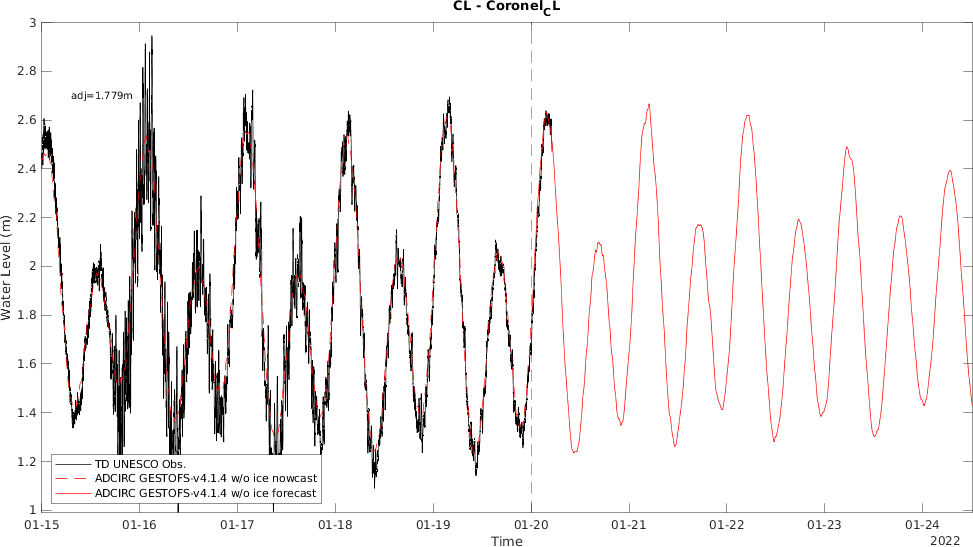 CL - Coronel_CL
3
2.8
adj=1.779m
2.6
2.4
2.2
2
1.8
1.6
1.4
1.2
1
Water Level (m)
TD UNESCO Obs.
ADCIRC GESTOFS-v4.1.4 w/o ice nowcast
ADCIRC GESTOFS-v4.1.4 w/o ice forecast
01-15 01-16 01-17 01-18 01-19 01-20 01-21 01-22 01-23 01-24
Time
2022